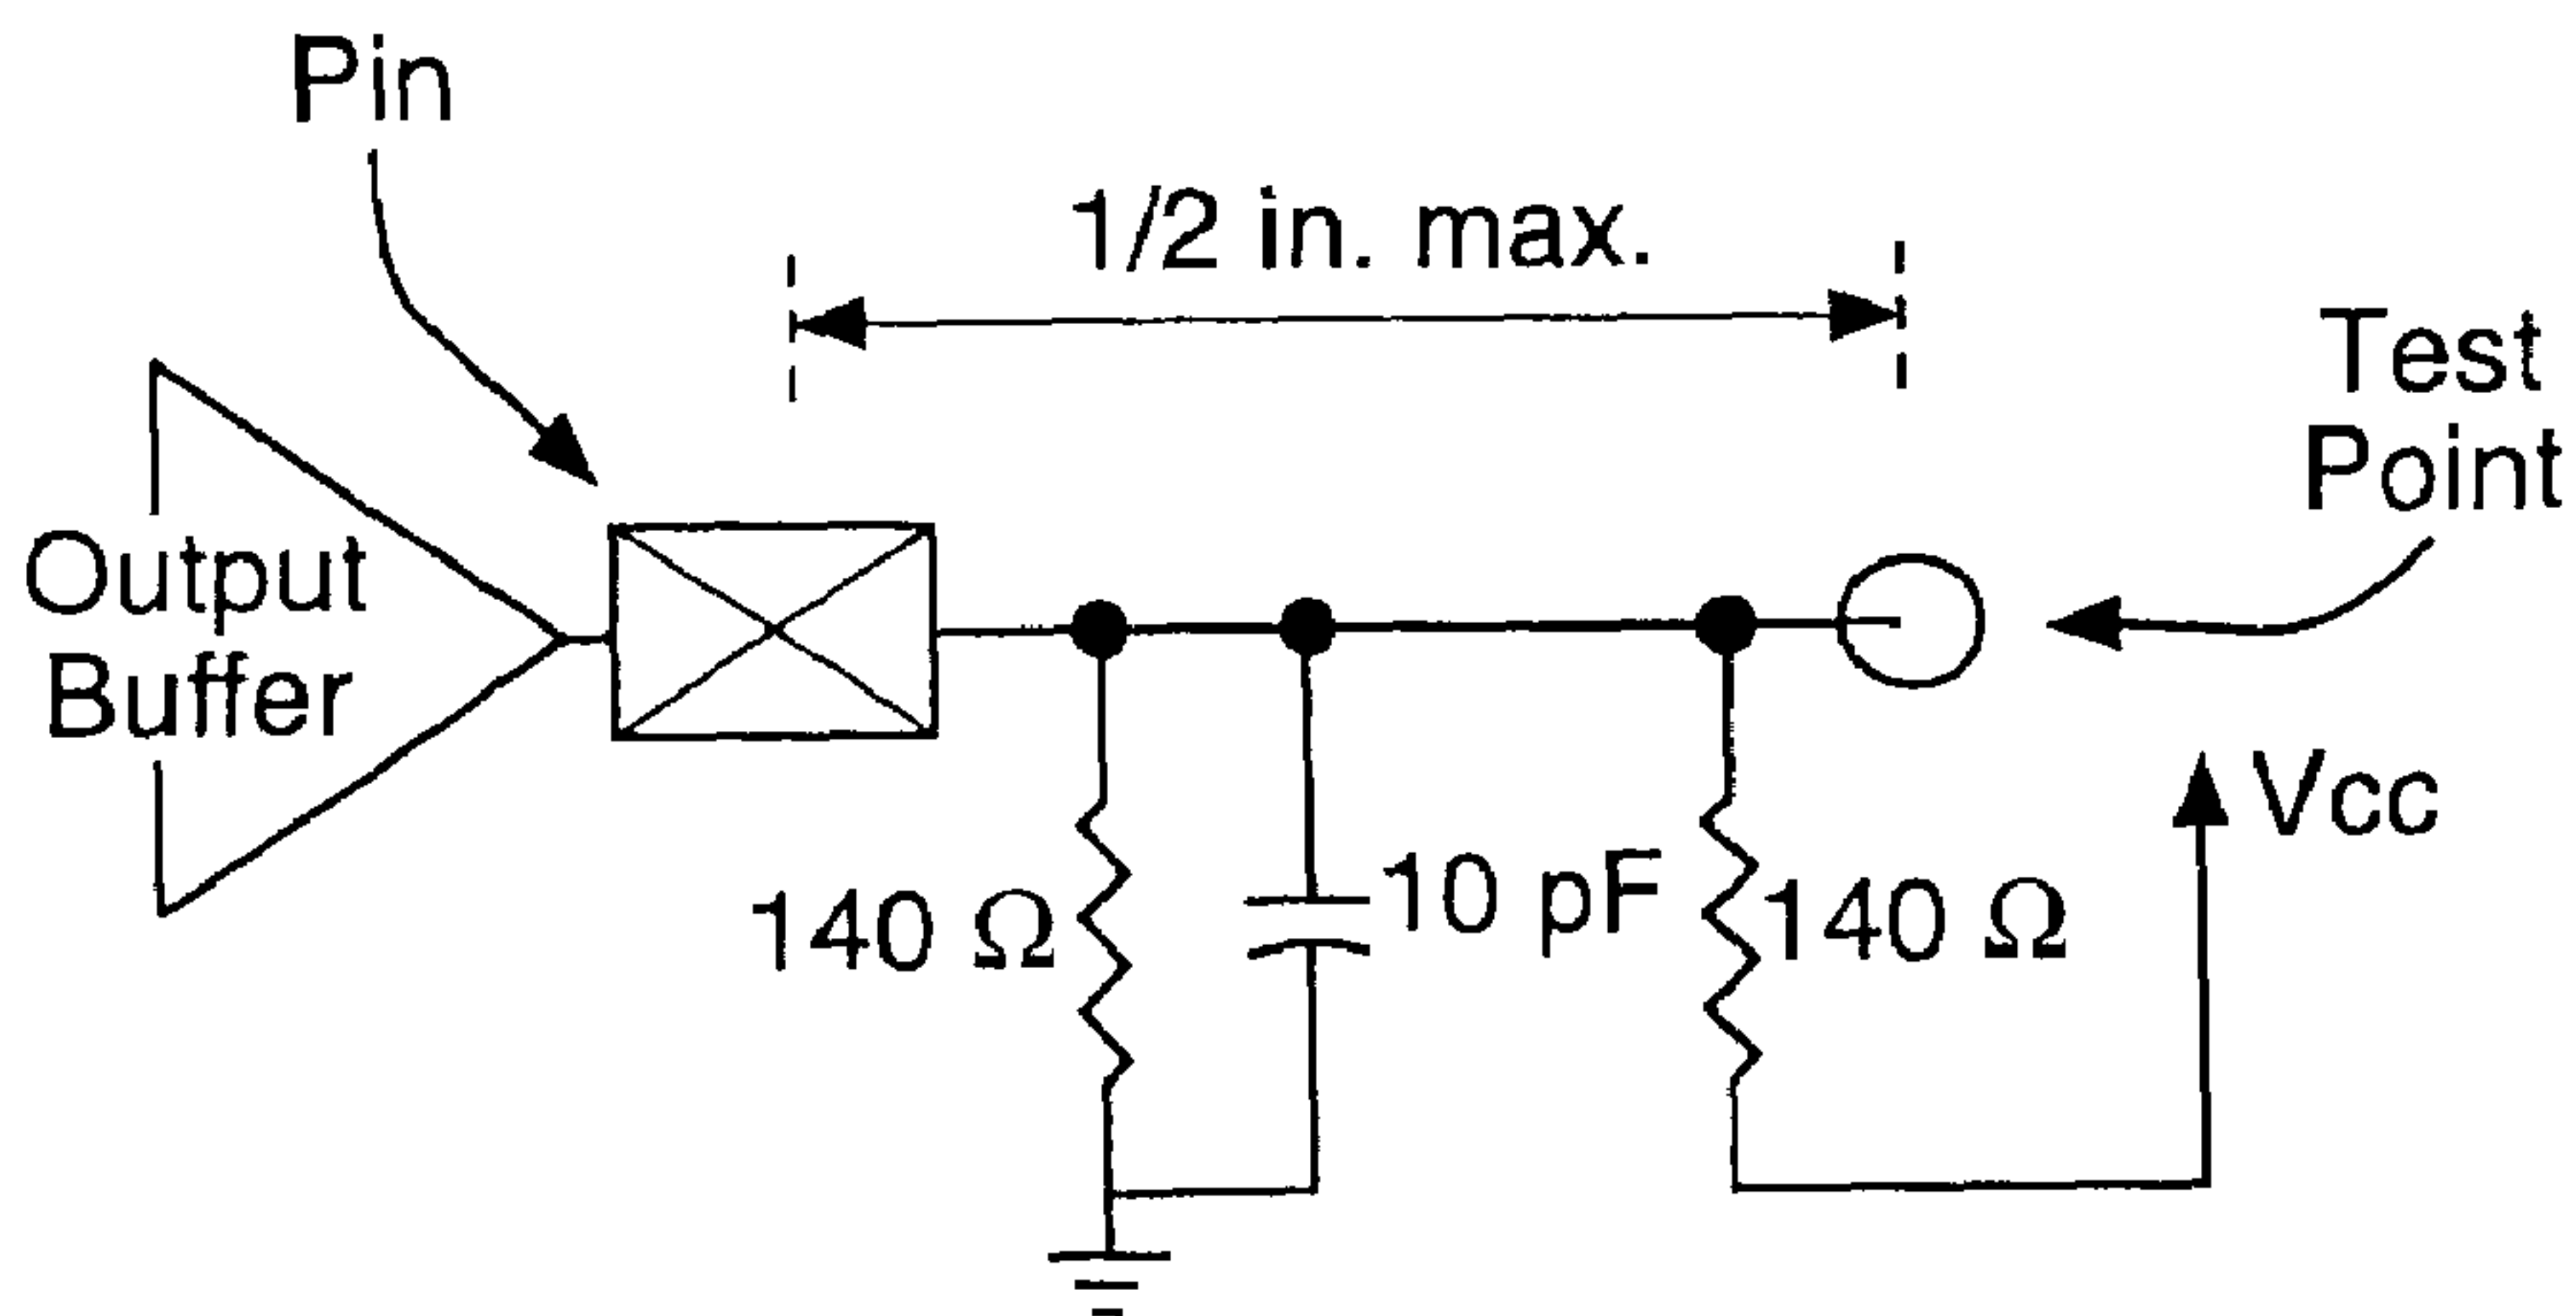 Pin
1/2 in. max.
Test
Point
Output
Buffer
Vcc
140 Ω
10 pF
140 Ω